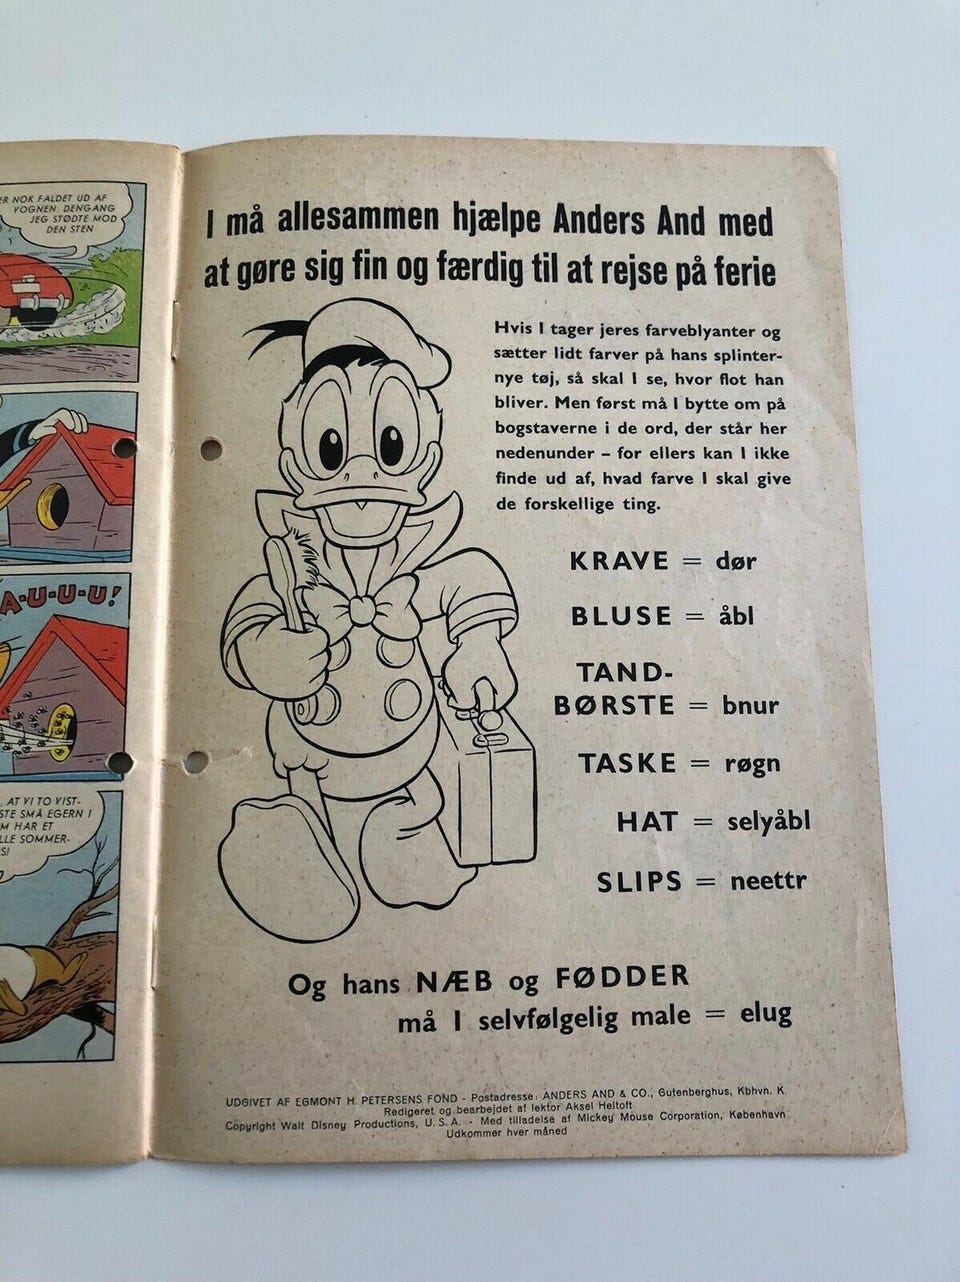 ER NOK FALDET UD AF
VOGNEN, DENGANG
JEG STØDTE MOD
DEN STEN
A-U-U-U!
, AT VI TO VIST-
STE SMÅ EGERN I
M HAR ET
LLE SOMMER-
S!
I må allesammen hjælpe Anders And med
at gøre sig fin og færdig til at rejse på ferie
Hvis I tager jeres farveblyanter og
sætter lidt farver på hans splinter-
nye tøj, så skal I se, hvor flot han
bliver. Men først må I bytte om på
bogstaverne i de ord, der står her
nedenunder – for ellers kan I ikke
finde ud af, hvad farve I skal give
de forskellige ting.
KRAVE = dør
BLUSE = åbl
TAND-
BØRSTE = bnur
TASKE = røgn
HAT = selyåbl
SLIPS = neettr
Og hans NÆB og FØDDER
må I selvfølgelig male = elug
UDGIVET AF EGMONT H. PETERSENS FOND - Postadresse: ANDERS AND & CO., Gutenberghus, Kbhvn. K
Redigeret og bearbejdet af lektor Aksel Heltoft
Copyright Walt Disney Productions, U.S.A. - Med tilladelse af Mickey Mouse Corporation, København
Udkommer hver måned